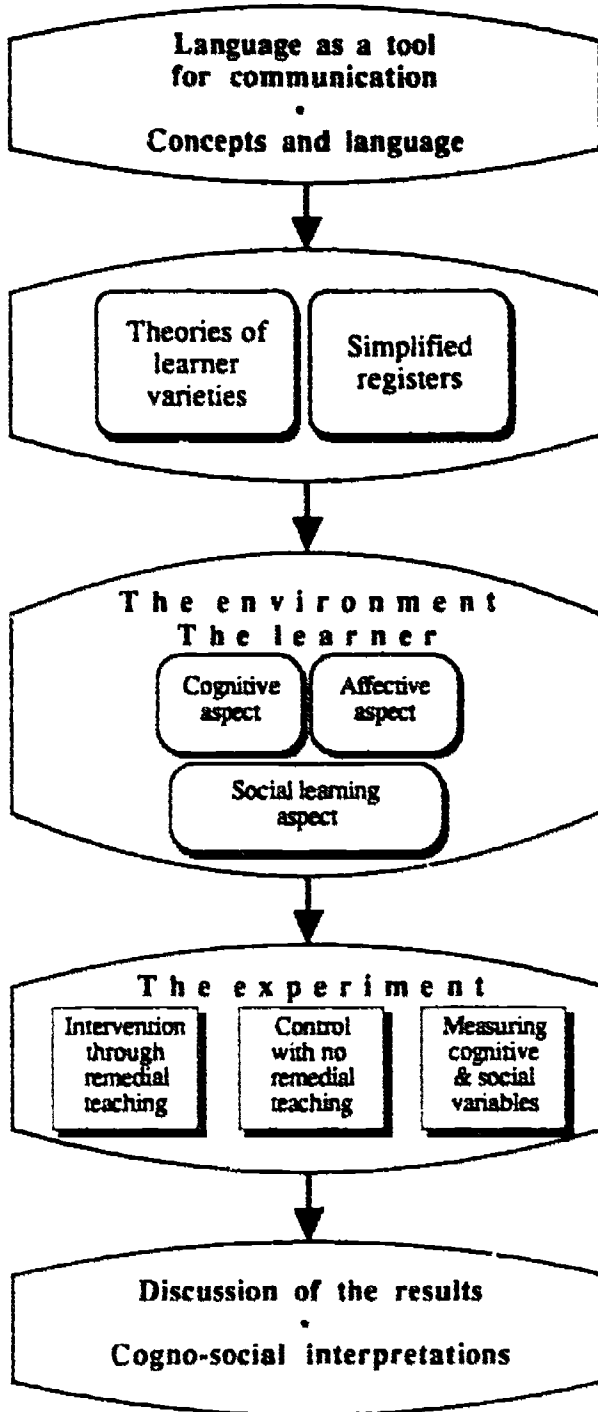 Language as a tool
for communication
•
Concepts and language
Theories of
learner
varieties
Simplified
registers
The environment
The learner
Cognitive
aspect
Affective
aspect
Social learning
aspect
The experiment
Intervention
through
remedial
teaching
Control
with no
remedial
teaching
Measuring
cognitive
& social
variables
Discussion of the results
•
Cogno-social interpretations